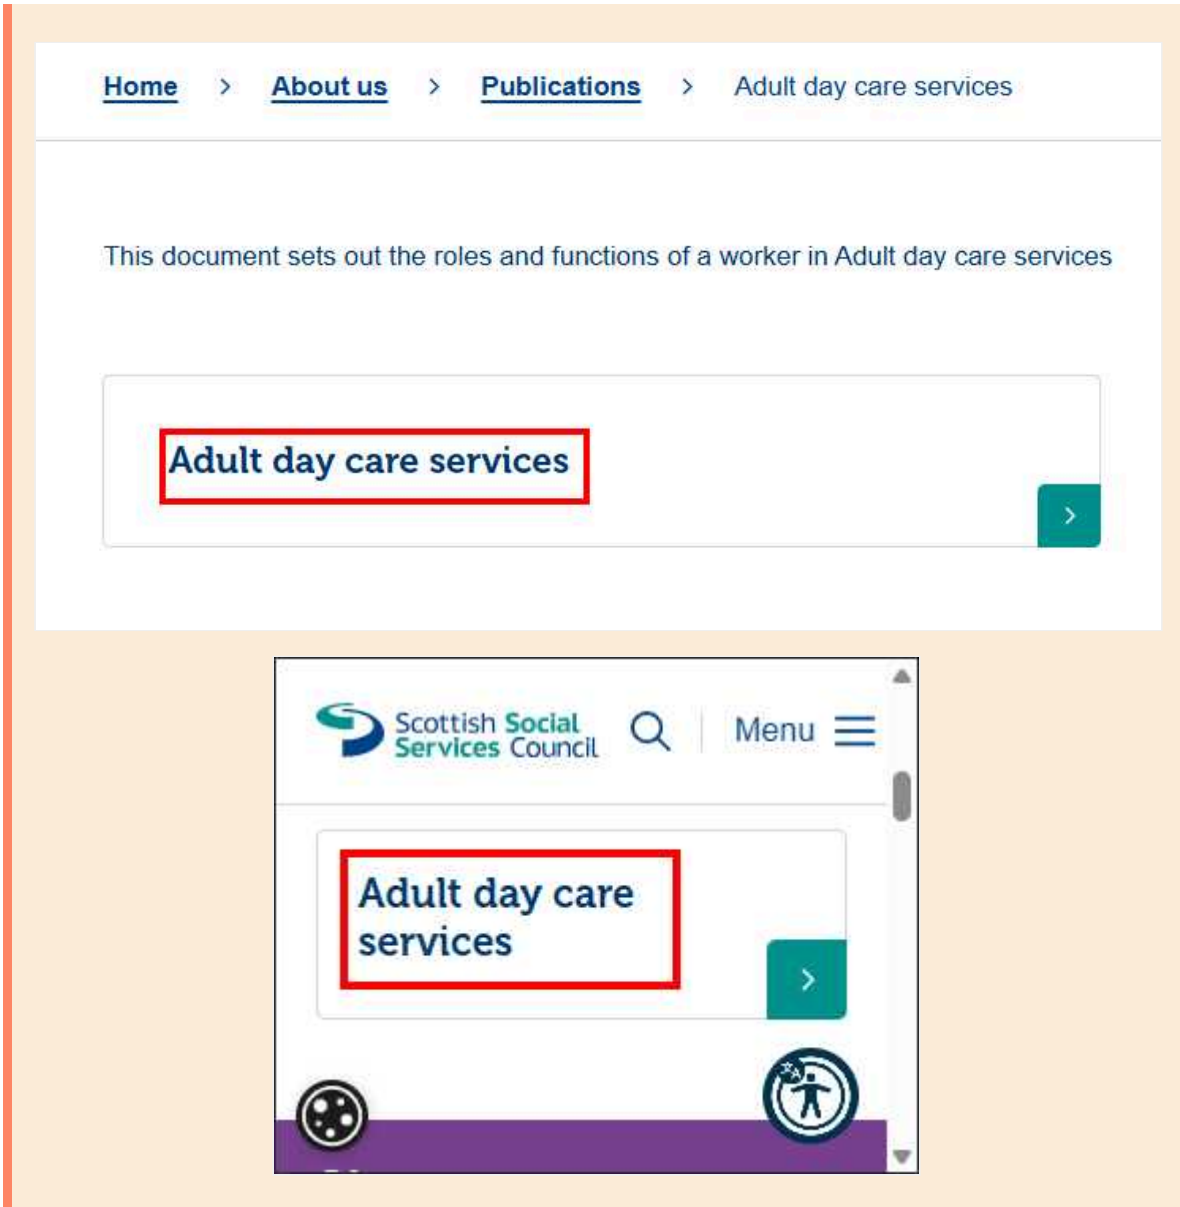 Home > About us > Publications > Adult day care services
This document sets out the roles and functions of a worker in Adult day care services
Adult day care services
Scottish Social
Services Council
Menu
Adult day care
services